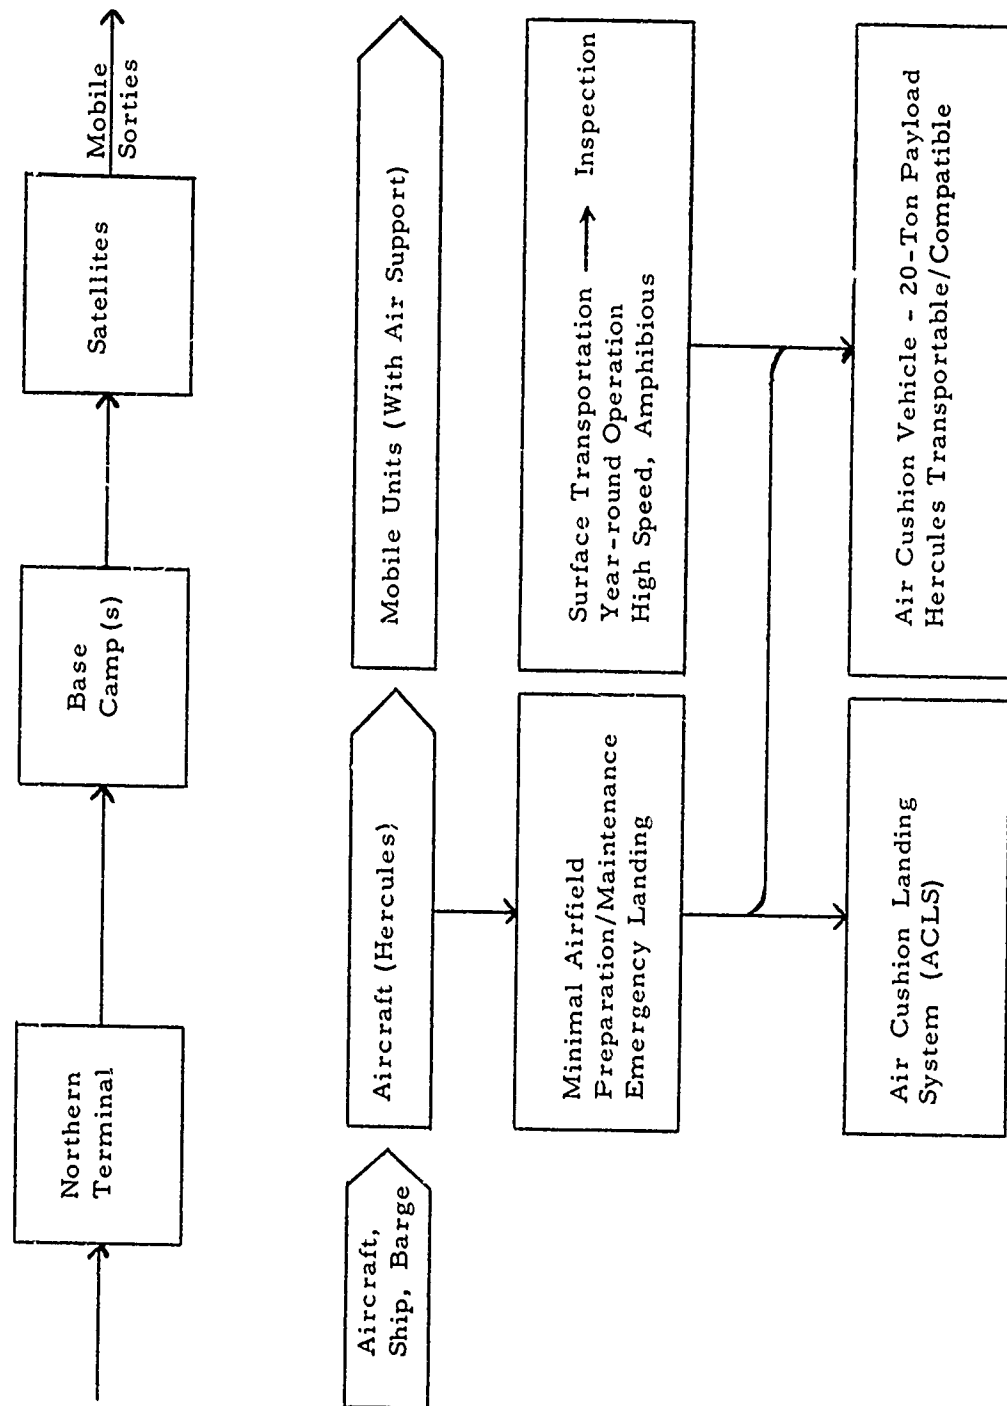 Northern
Terminal
Base
Camp(s)
Satellites
Mobile
Sorties
Aircraft,
Ship, Barge
Aircraft (Hercules)
Mobile Units (With Air Support)
Minimal Airfield
Preparation/Maintenance
Emergency Landing
Surface Transportation → Inspection
Year-round Operation
High Speed, Amphibious
Air Cushion Landing
System (ACLS)
Air Cushion Vehicle - 20-Ton Payload
Hercules Transportable/Compatible